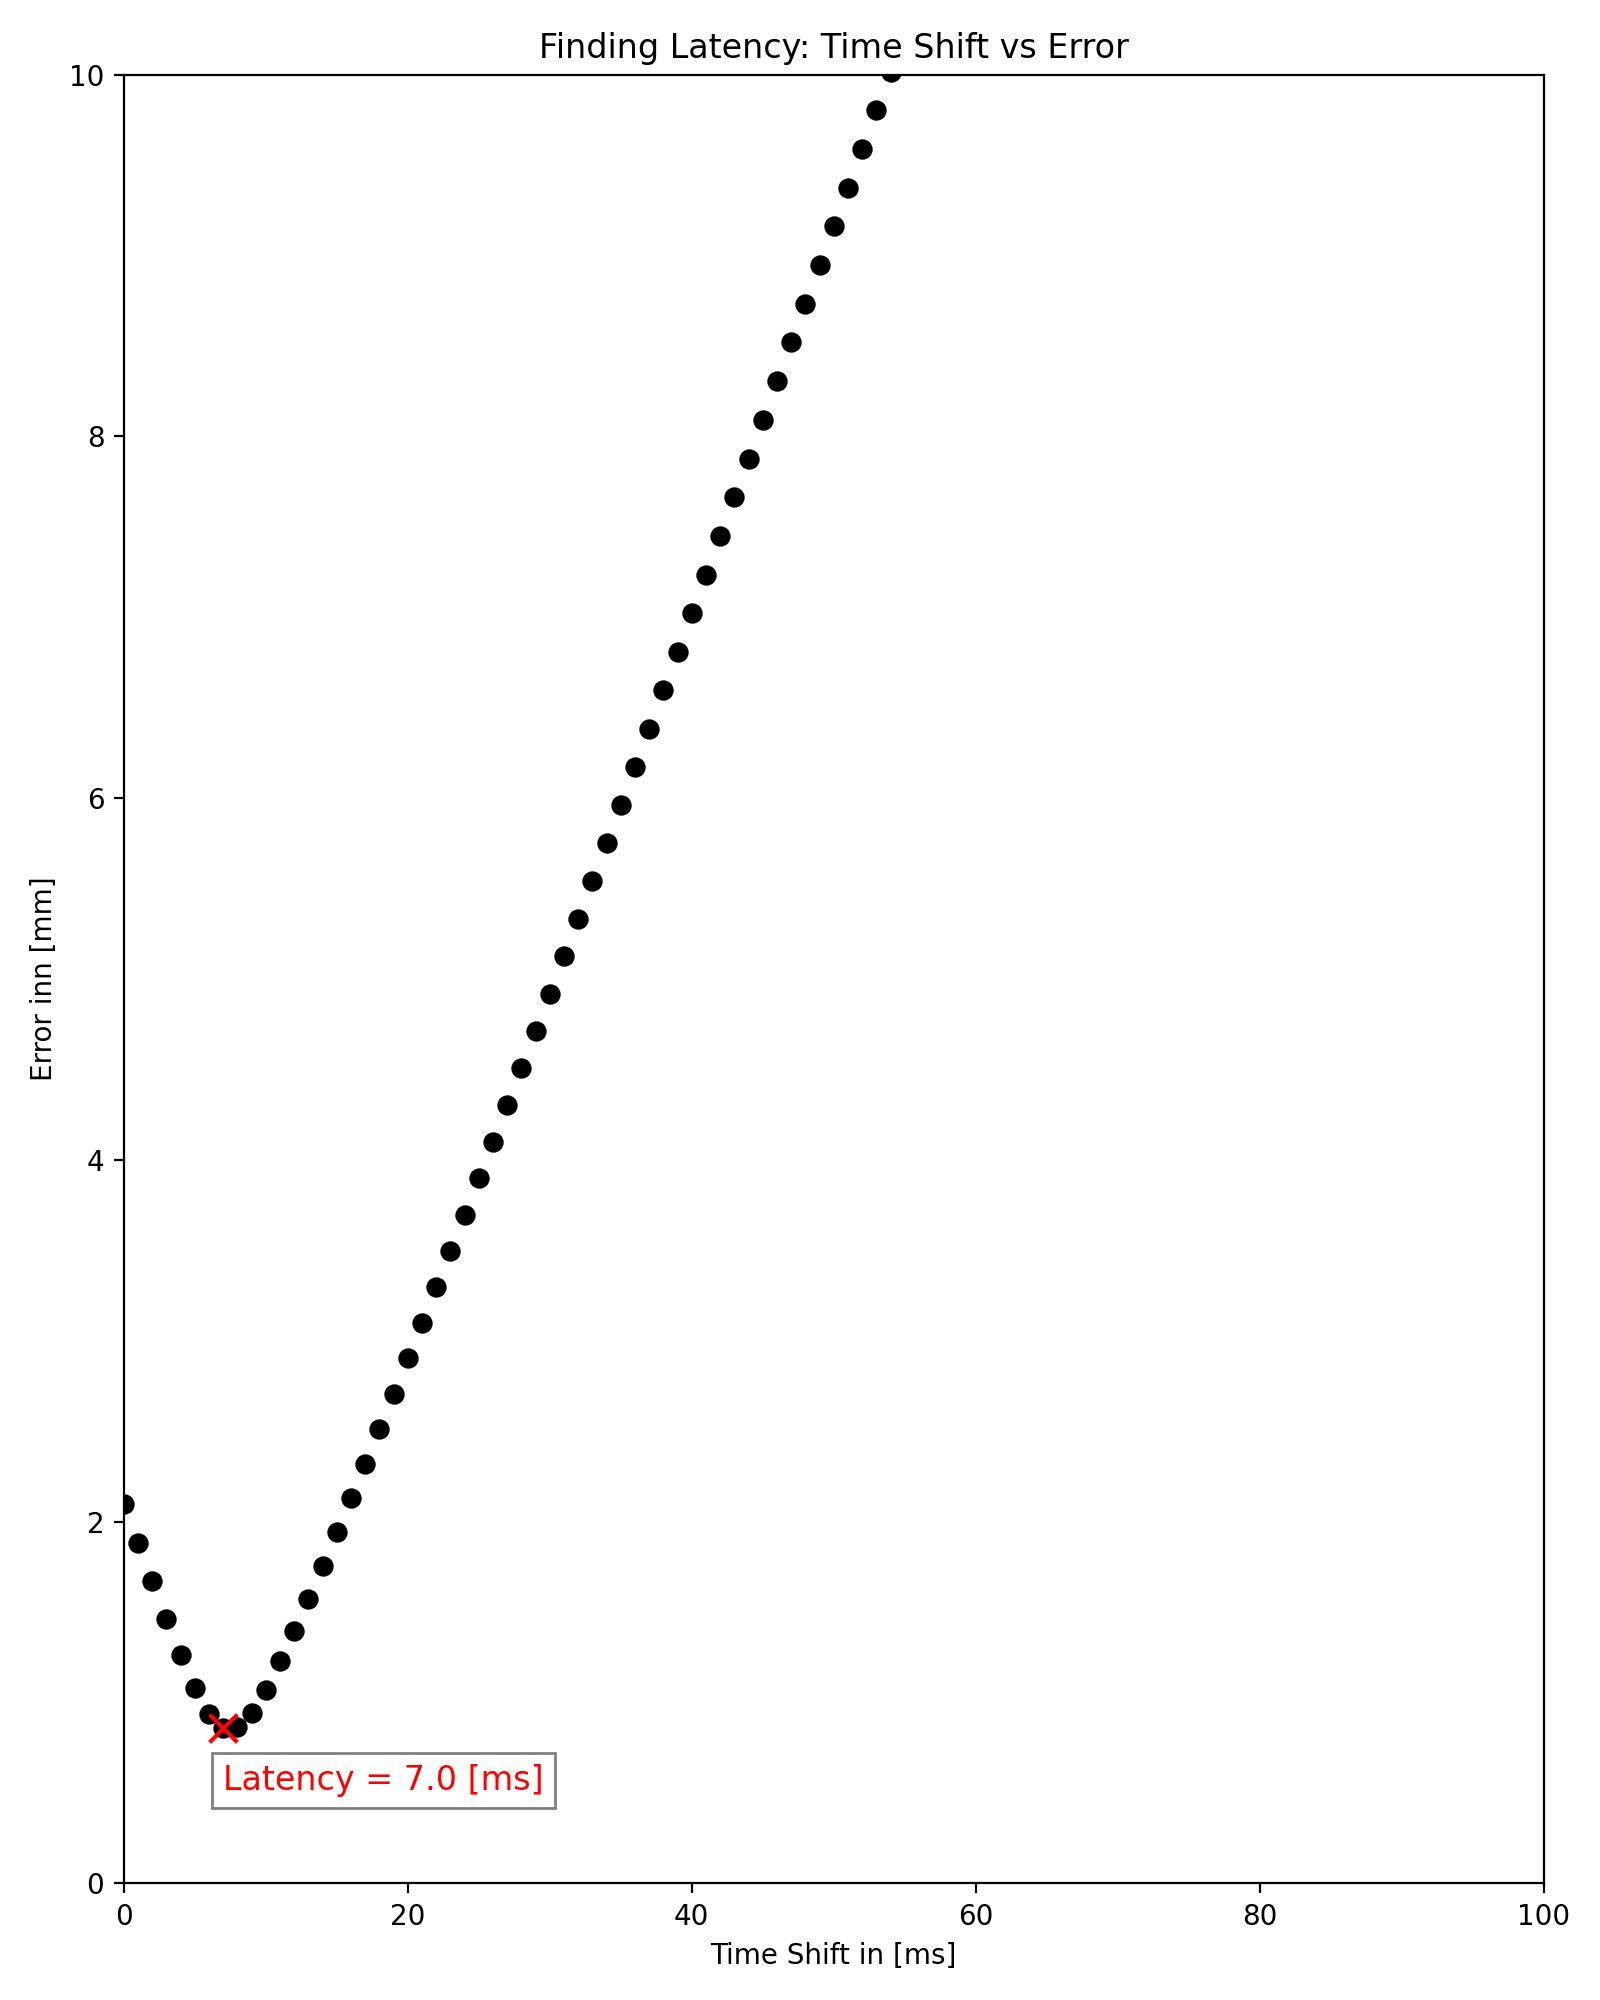 Finding Latency: Time Shift vs Error
10
8
6
4
2
0
Error inn [mm]
Latency = 7.0 [ms]
0 20 40 60 80 100
Time Shift in [ms]